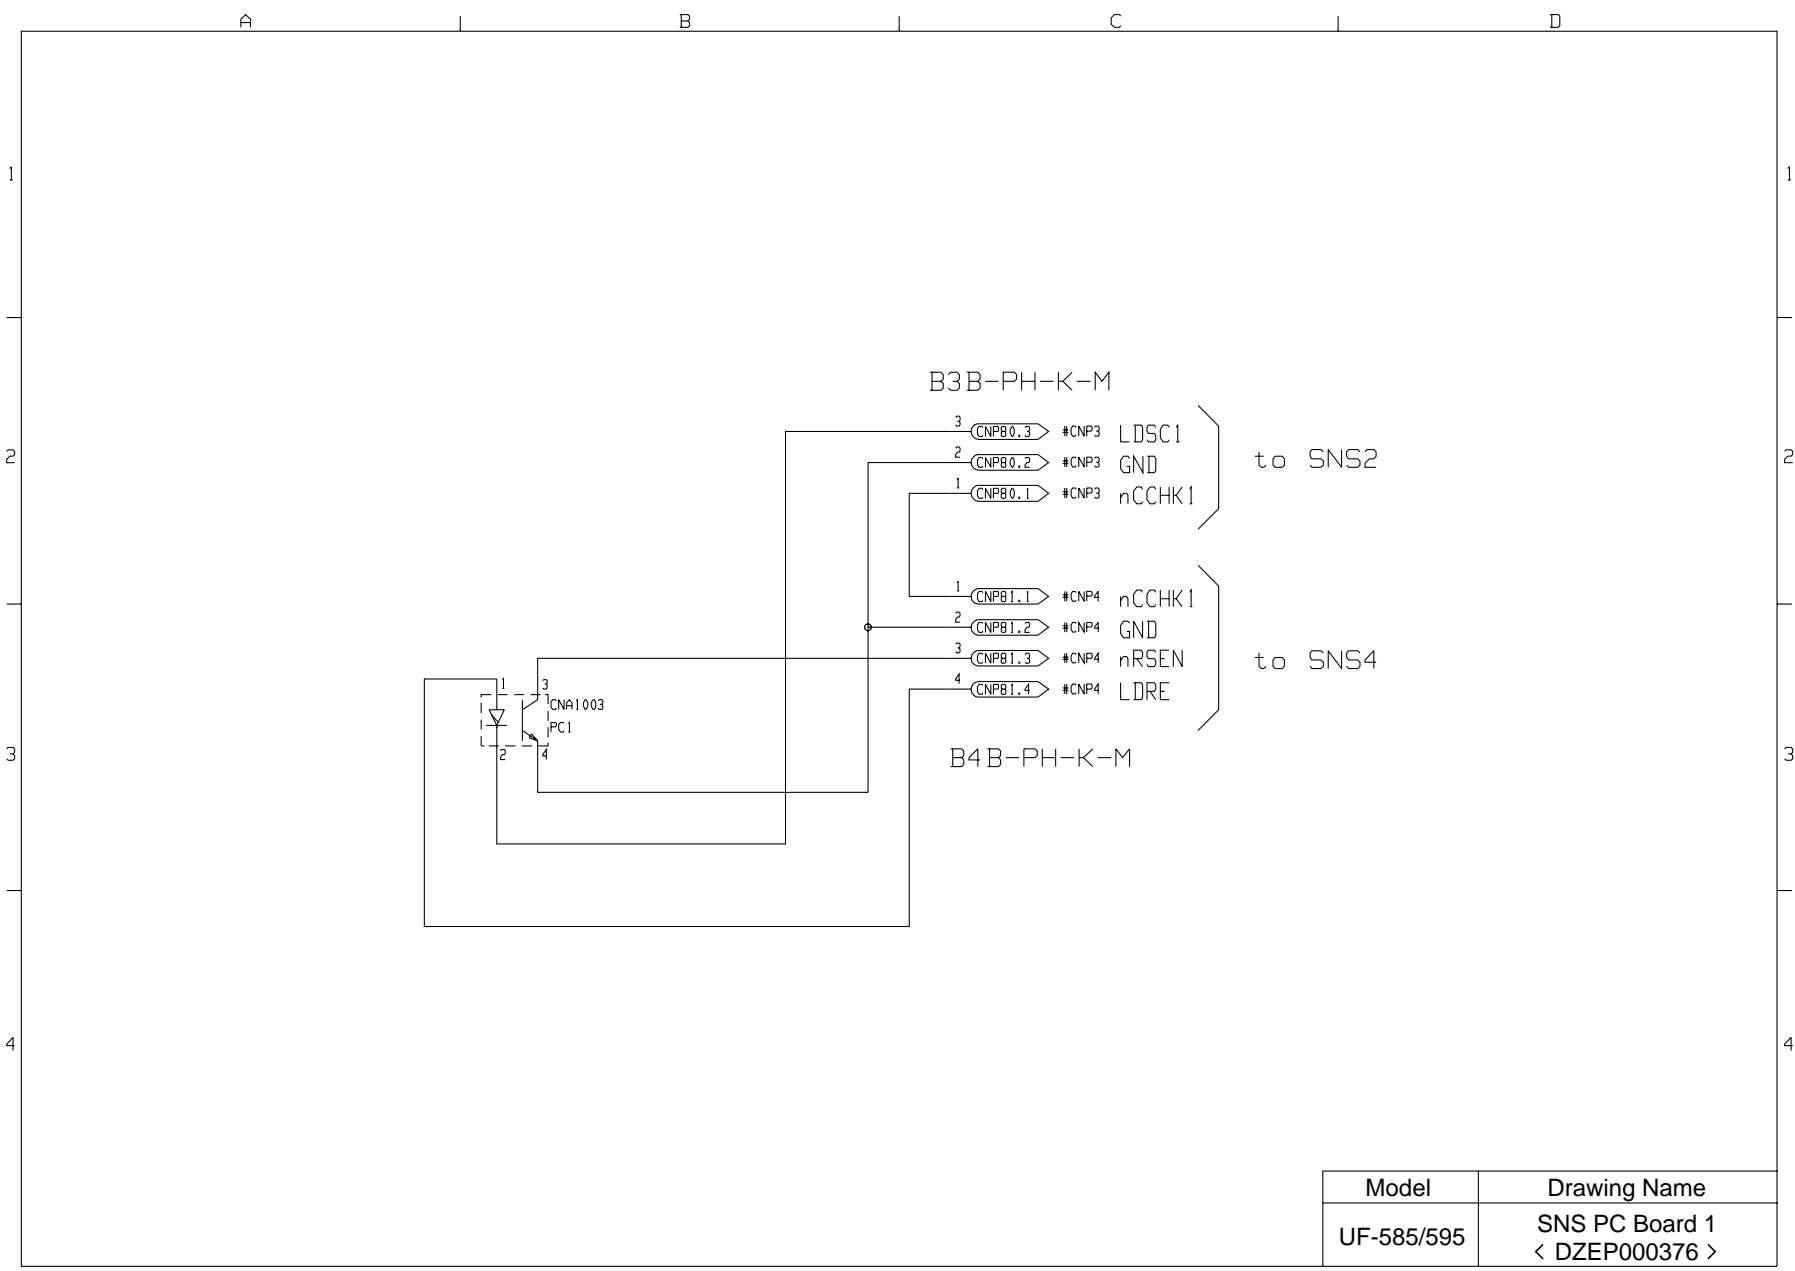 A B C D
1 1
B3B-PH-K-M
3 CNP80.3 #CNP3 LDSC1
2 CNP80.2 #CNP3 GND
1 CNP80.1 #CNP3 nCCHK1
to SNS2
2 2
1 CNP81.1 #CNP4 nCCHK1
2 CNP81.2 #CNP4 GND
3 CNP81.3 #CNP4 nRSEN
4 CNP81.4 #CNP4 LDRE
to SNS4
1 3
CNA1003
PC1
2 4
B4B-PH-K-M
3 3
4 4
Model Drawing Name
UF-585/595 SNS PC Board 1
< DZEP000376 >